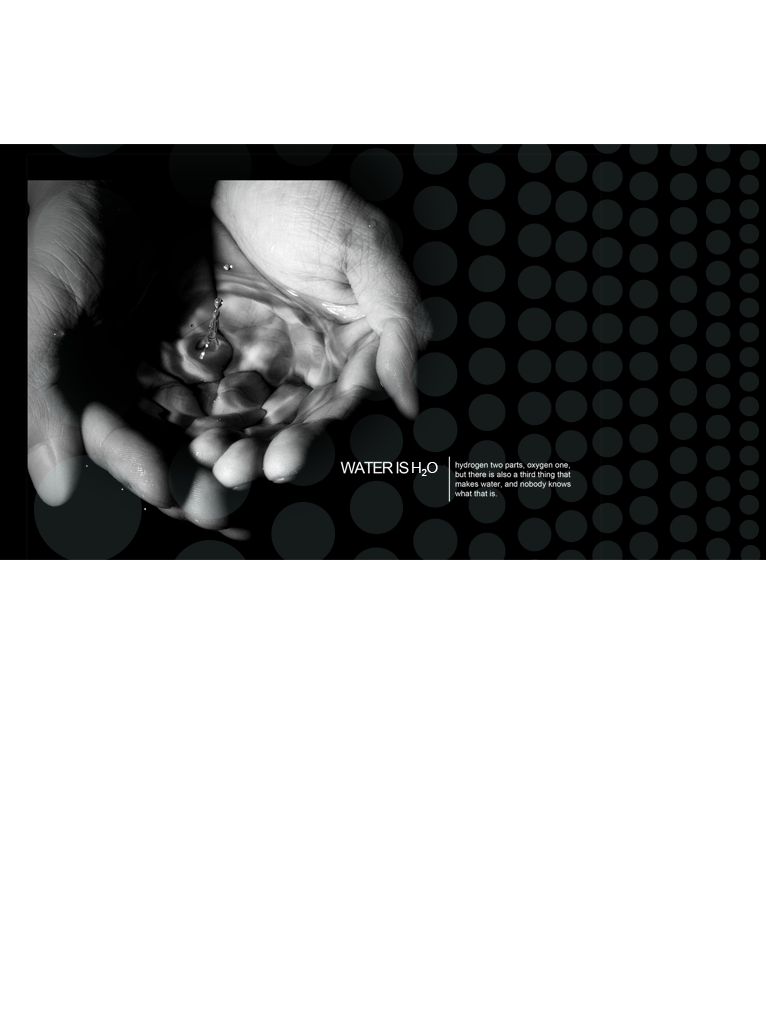 WATER IS H₂O
hydrogen two parts, oxygen one,
but there is also a third thing that
makes water, and nobody knows
what that is.